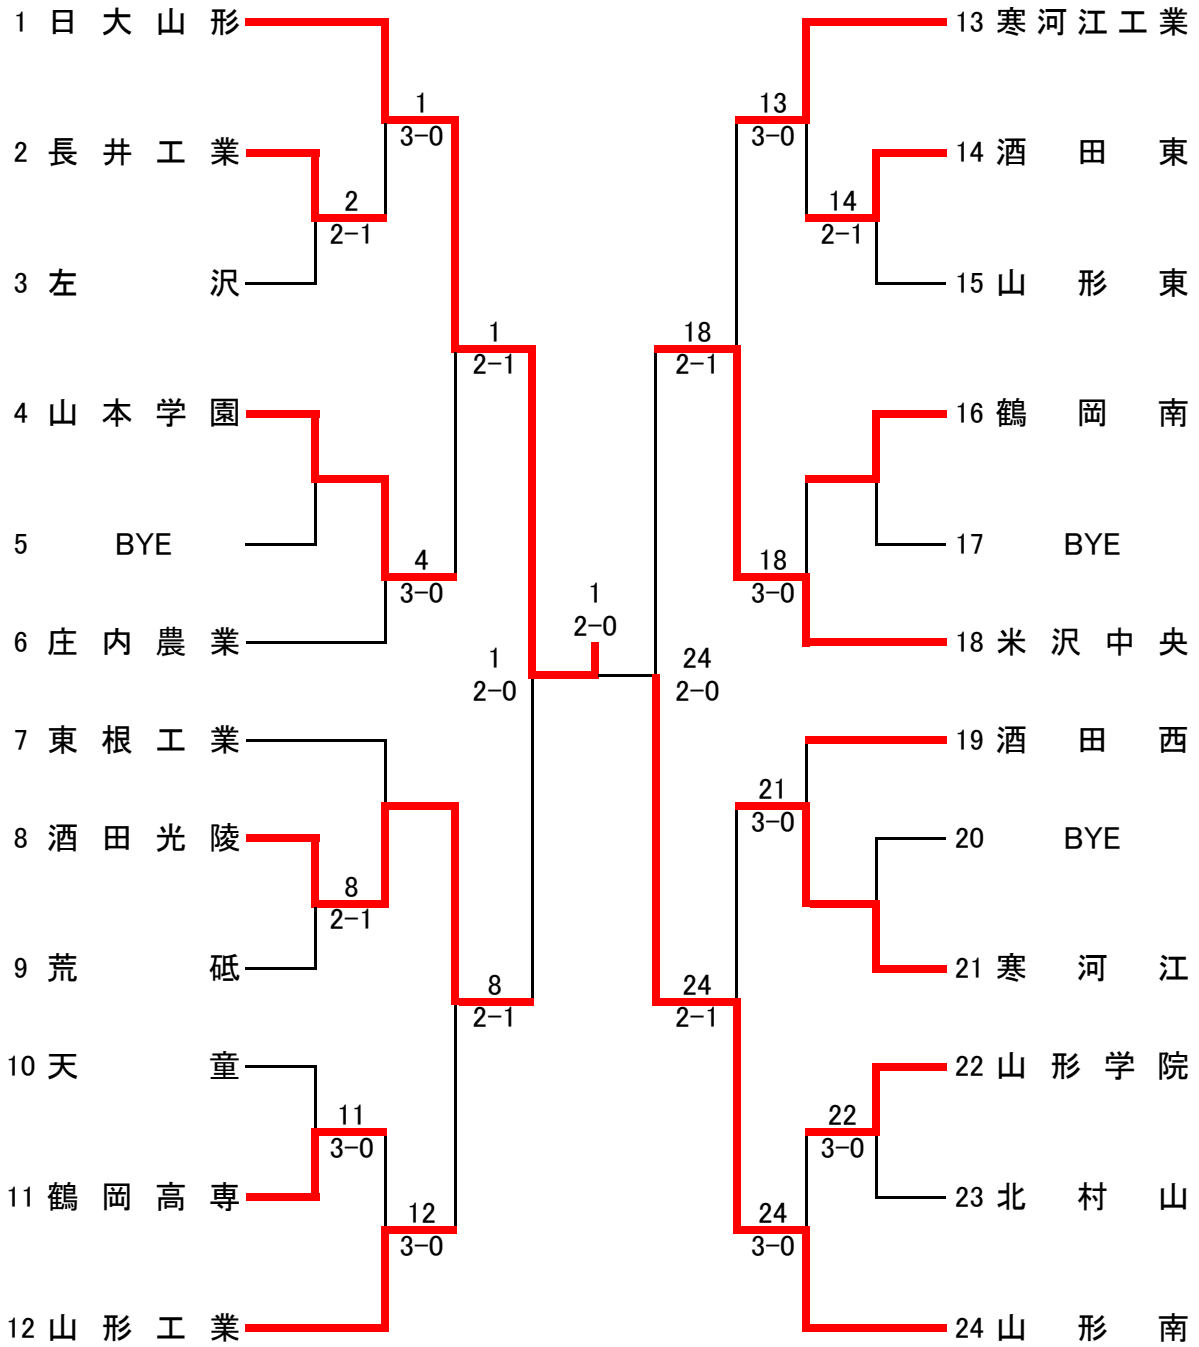 1 日大山形
2 長井工業
3 左沢
4 山本学園
5 BYE
6 庄内農業
7 東根工業
8 酒田光陵
9 荒砥
10 天童
11 鶴岡高専
12 山形工業
2
2-1
8
2-1
11
3-0
1
3-0
4
3-0
12
3-0
1
2-1
8
2-1
1
2-0
1
2-0
24
2-0
18
2-1
24
2-1
13
3-0
18
3-0
21
3-0
24
3-0
14
2-1
22
3-0
13 寒河江工業
14 酒田東
15 山形東
16 鶴岡南
17 BYE
18 米沢中央
19 酒田西
20 BYE
21 寒河江
22 山形学院
23 北村山
24 山形南